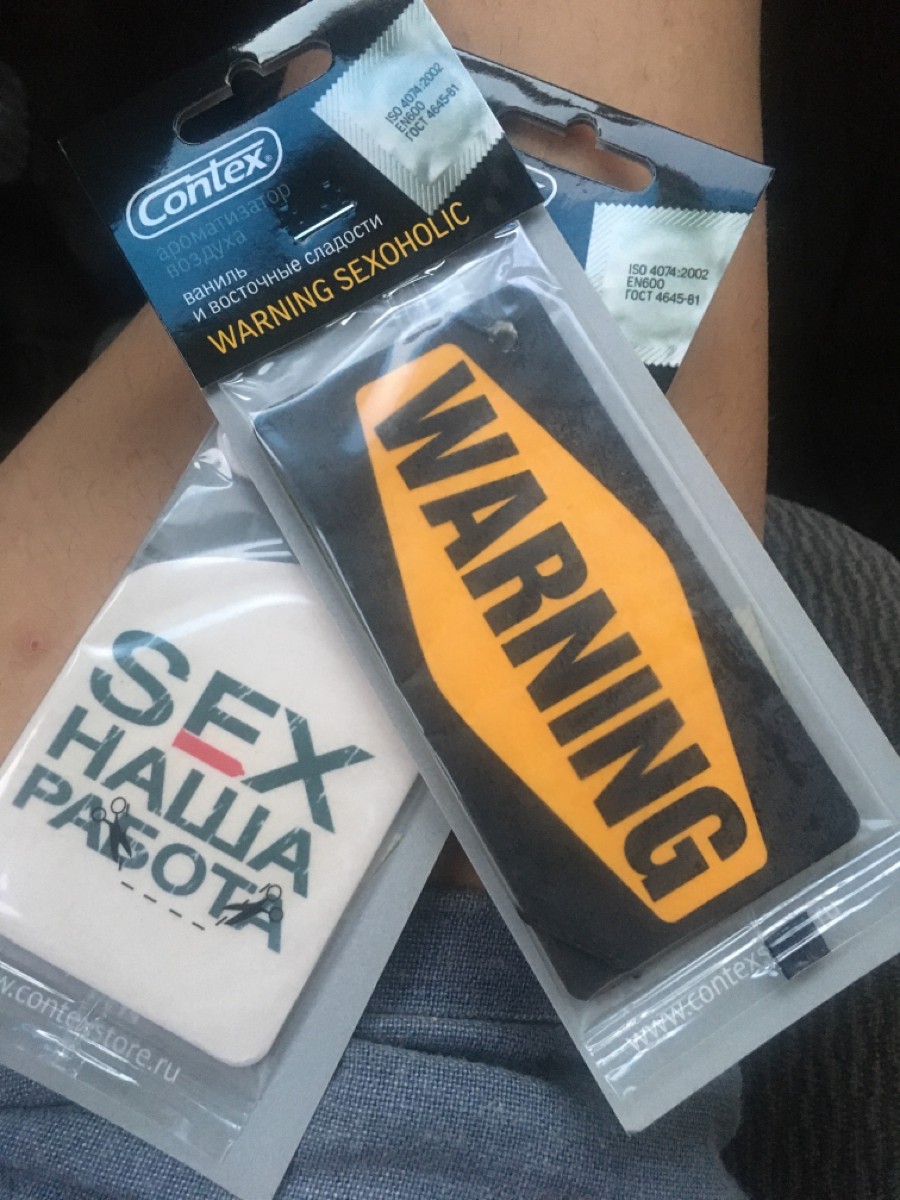 Contex
ароматизатор
воздуха
ваниль
и восточные сладости
WARNING SEXOHOLIC
ISO 4074:2002
EN600
ГОСТ 4645-81
ISO 4074:2002
EN600
ГОСТ 4645-81
WARNING
SEX
НАША
РАБОТА
w.contexstore.ru
www.contexs